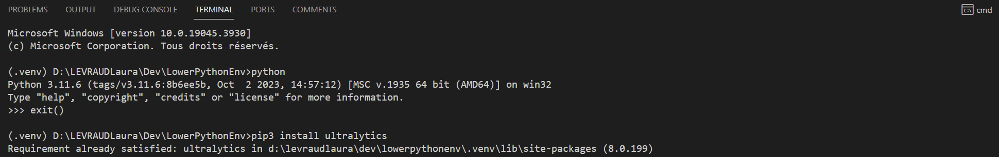 PROBLEMS OUTPUT DEBUG CONSOLE TERMINAL PORTS COMMENTS cmd
Microsoft Windows [version 10.0.19045.3930]
(c) Microsoft Corporation. Tous droits réservés.
(.venv) D:\LEVRAUDLaura\Dev\LowerPythonEnv>python
Python 3.11.6 (tags/v3.11.6:8b6ee5b, Oct  2 2023, 14:57:12) [MSC v.1935 64 bit (AMD64)] on win32
Type "help", "copyright", "credits" or "license" for more information.
>>> exit()
(.venv) D:\LEVRAUDLaura\Dev\LowerPythonEnv>pip3 install ultralytics
Requirement already satisfied: ultralytics in d:\levraudlaura\dev\lowerpythonenv\.venv\lib\site-packages (8.0.199)